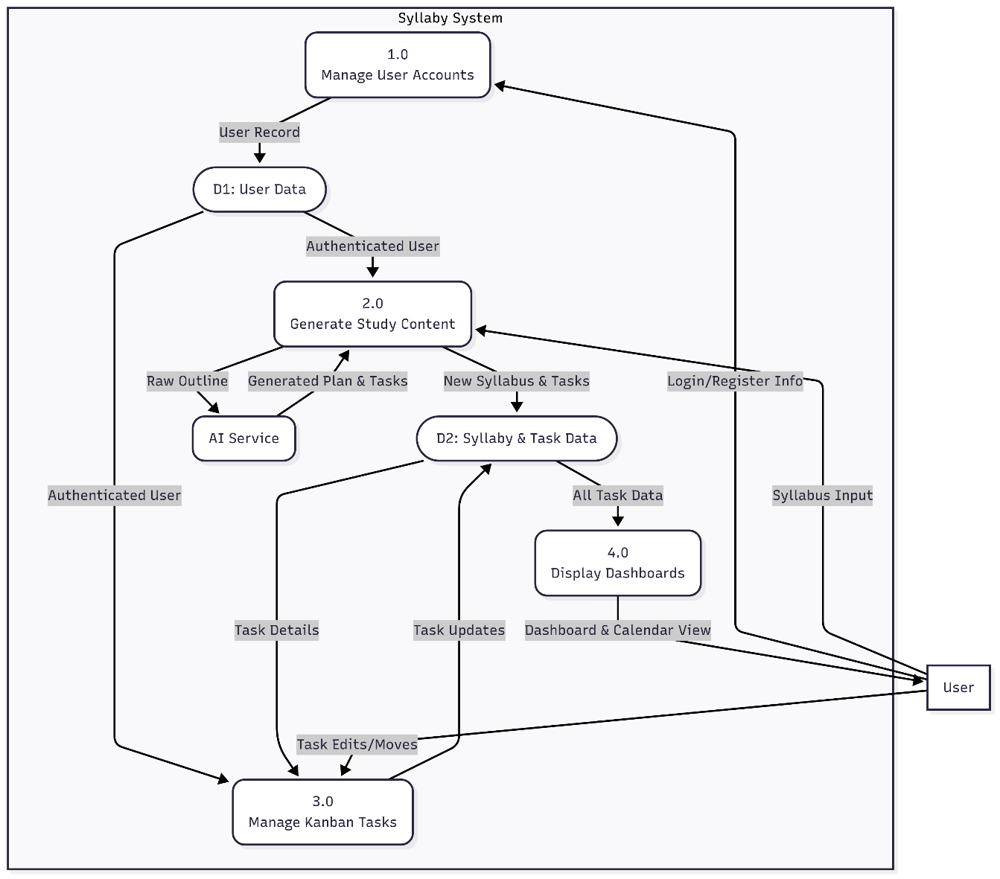 Syllaby System
1.0
Manage User Accounts
User Record
D1: User Data
Authenticated User
2.0
Generate Study Content
Raw Outline
Generated Plan & Tasks
New Syllabus & Tasks
Login/Register Info
AI Service
D2: Syllaby & Task Data
Authenticated User
All Task Data
Syllabus Input
4.0
Display Dashboards
Task Details
Task Updates
Dashboard & Calendar View
User
Task Edits/Moves
3.0
Manage Kanban Tasks